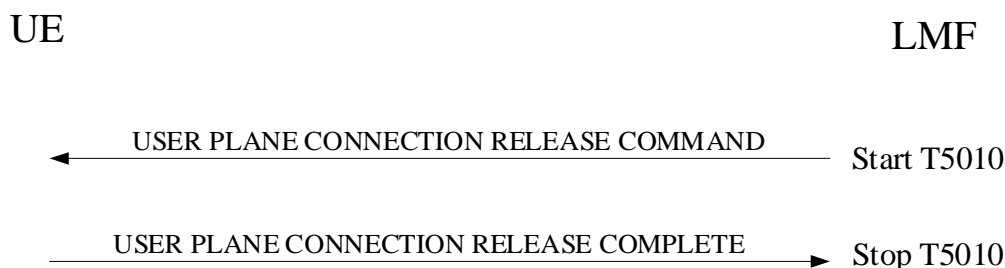 UE
LMF
USER PLANE CONNECTION RELEASE COMMAND
Start T5010
USER PLANE CONNECTION RELEASE COMPLETE
Stop T5010